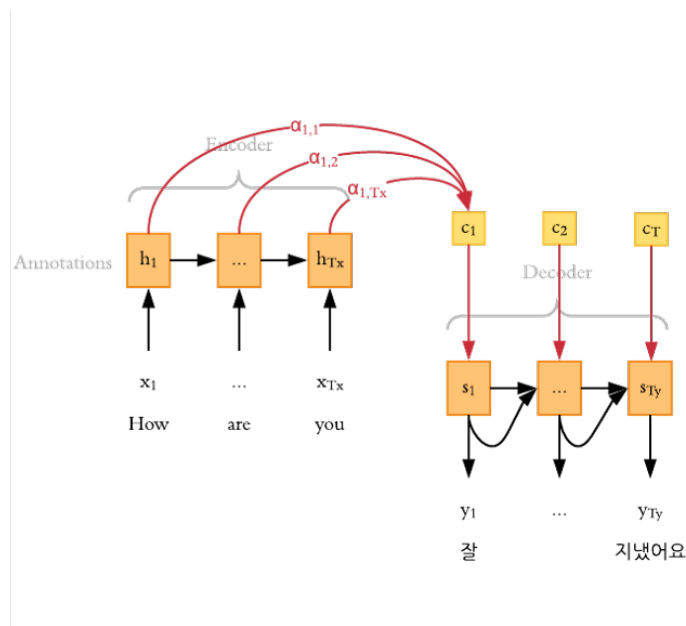 α1,1
Encoder
α1,2
α1,Tx
c1 c2 cT
Annotations h1 ... hTx
Decoder
x1 ... xTx
s1 ... sTy
How are you
y1 ... yTy
잘 지냈어요